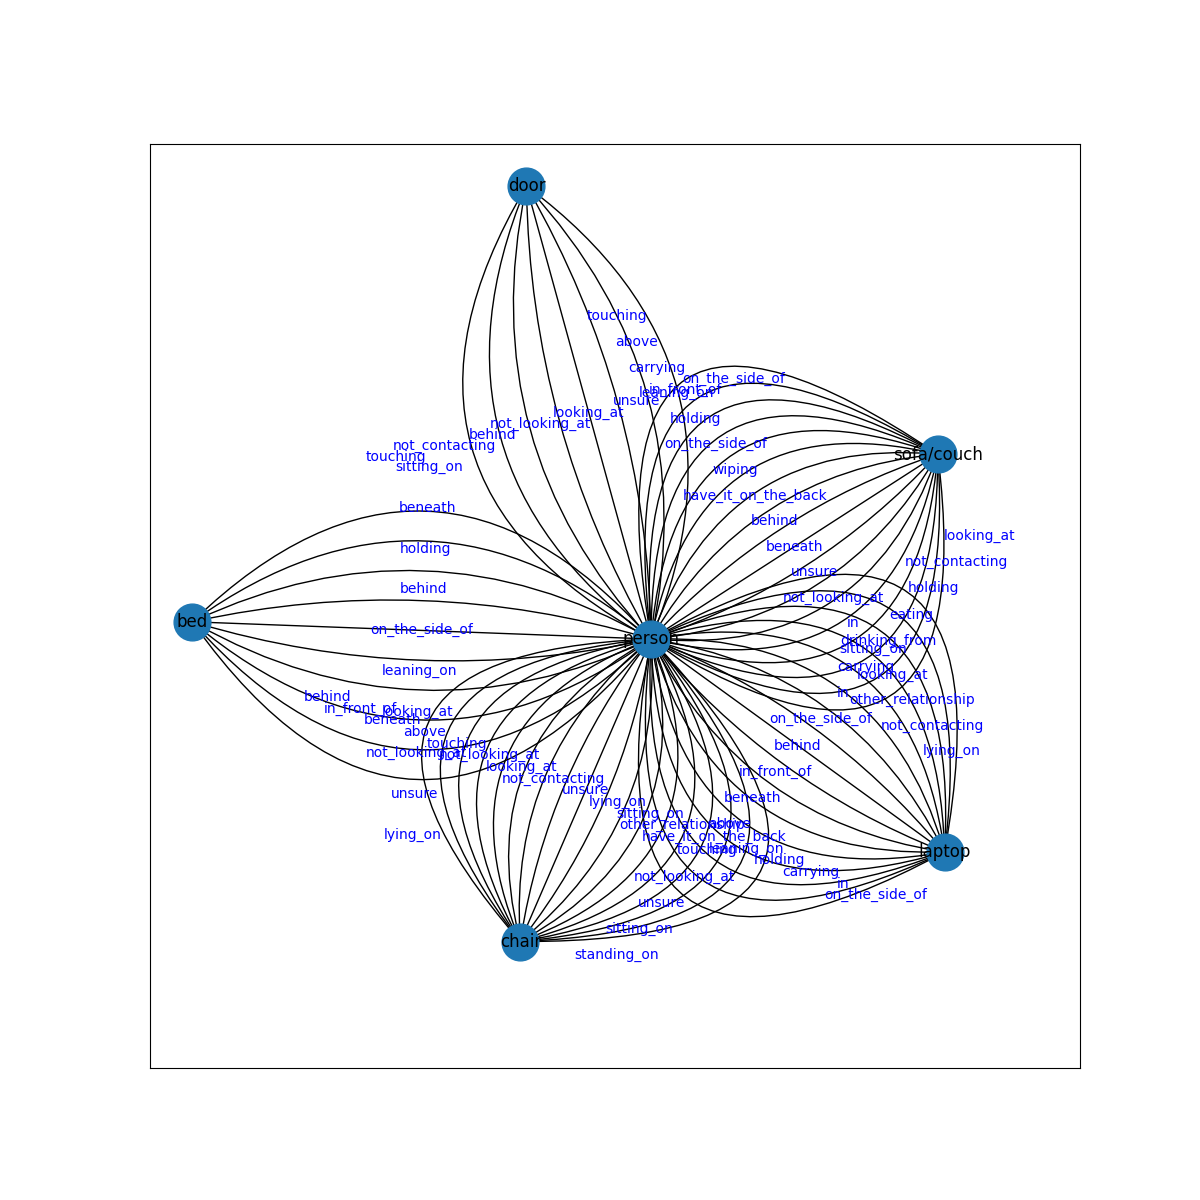 door
touching
above
carrying
on_the_side_of
in_front_of
leaning_on
unsure
looking_at
holding
not_looking_at
behind
on_the_side_of
not_contacting
sofa/couch
touching
sitting_on
wiping
have_it_on_the_back
beneath
behind
looking_at
holding
beneath
not_contacting
unsure
behind
holding
not_looking_at
eating
bed
in
on_the_side_of
person
drinking_from
sitting_on
leaning_on
carrying
looking_at
behind
in
other_relationship
in_front_of
looking_at
beneath
on_the_side_of
not_contacting
above
touching
behind
not_looking_at
not_looking_at
lying_on
looking_at
in_front_of
not_contacting
unsure
unsure
beneath
lying_on
sitting_on
other_relationship
above
lying_on
have_it_on_the_back
touching
leaning_on
laptop
holding
carrying
not_looking_at
in
on_the_side_of
unsure
sitting_on
chair
standing_on